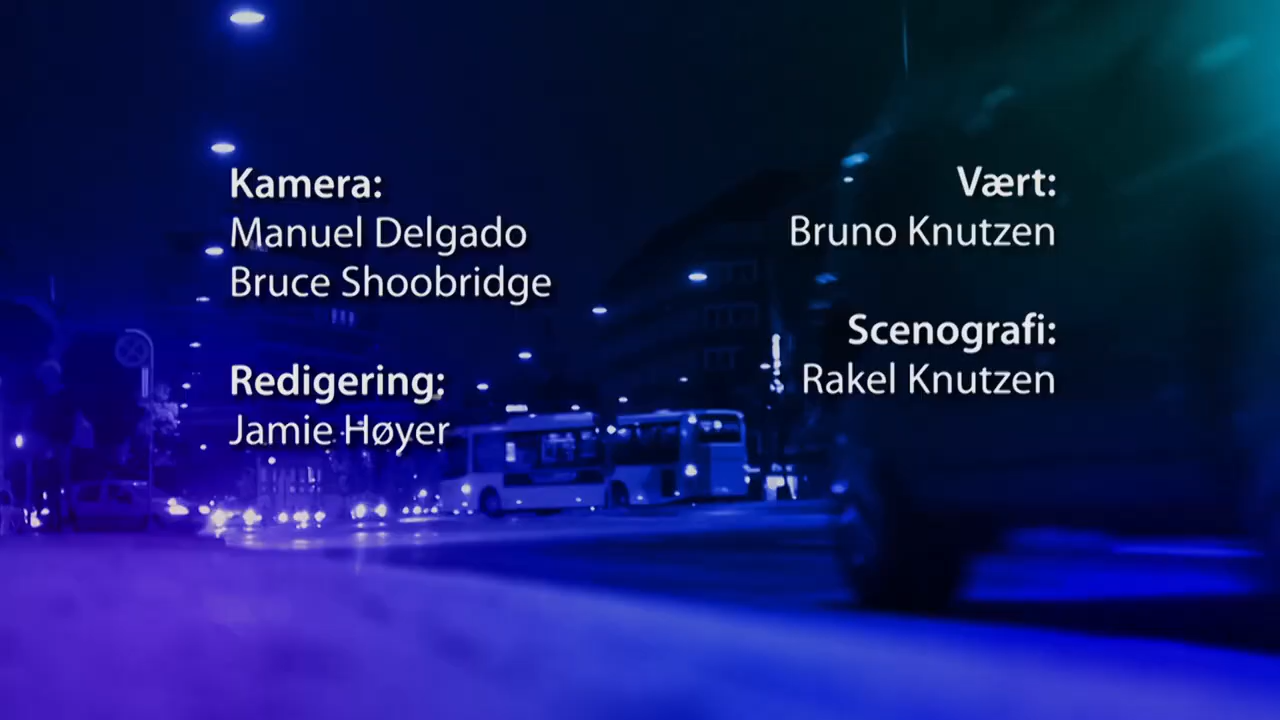 Kamera:
Manuel Delgado
Bruce Shoobridge
Redigering:
Jamie Høyer
Vært:
Bruno Knutzen
Scenografi:
Rakel Knutzen